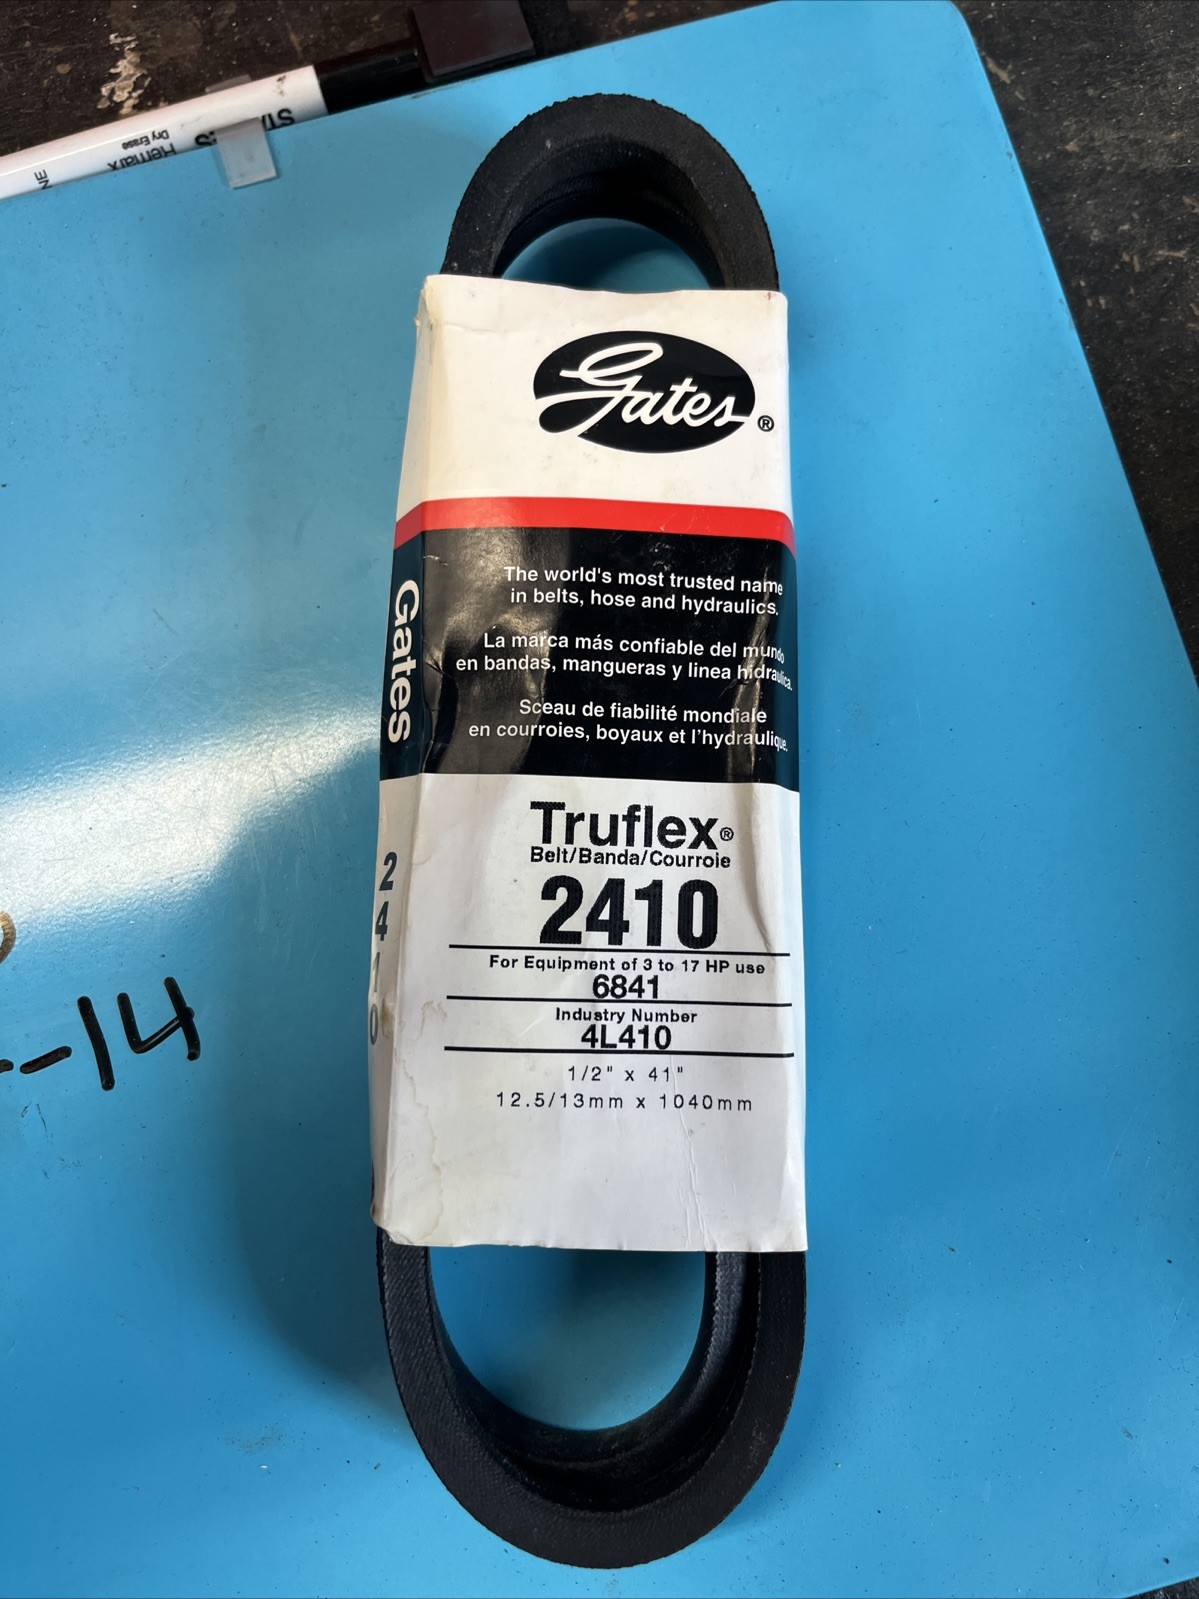 STA
S
Remarx
Dry Erase
NE
Gates®
The world's most trusted name
in belts, hose and hydraulics.
La marca más confiable del mundo
en bandas, mangueras y linea hidraulica.
Sceau de fiabilité mondiale
en courroies, boyaux et l'hydraulique.
Gates
Truflex®
Belt/Banda/Courroie
2410
For Equipment of 3 to 17 HP use
6841
Industry Number
4L410
1/2" x 41"
12.5/13mm x 1040mm
2
4
1
0
-14